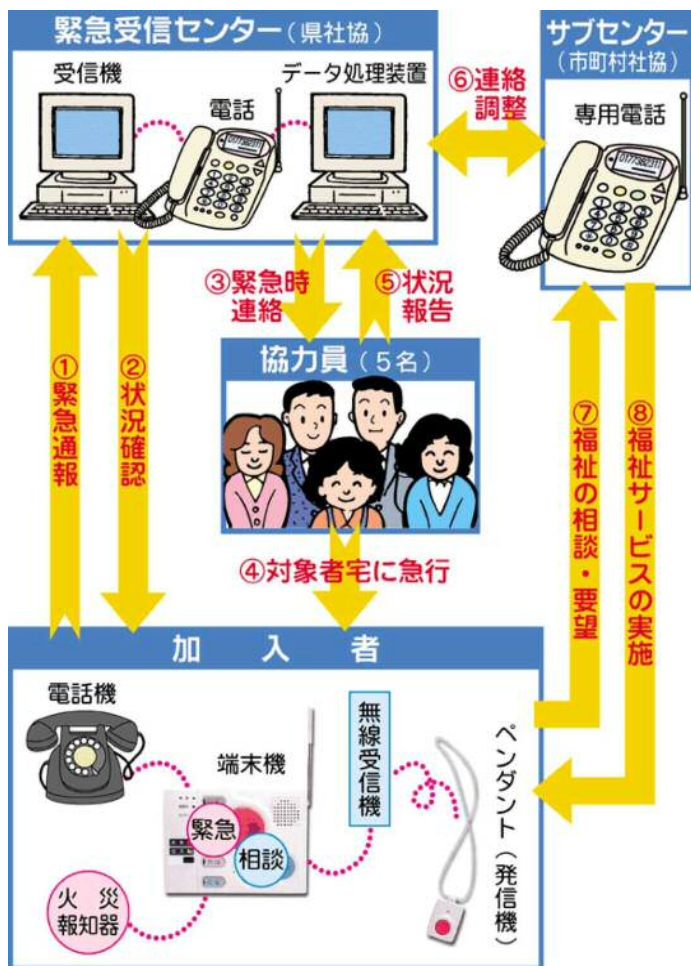 緊急受信センター(県社協)
受信機
電話
データ処理装置
⑥連絡
調整
サブセンター
(市町村社協)
専用電話
0177382311
0177382311
③緊急時
連絡
⑤状況
報告
①緊急通報
②状況確認
協力員(5名)
④対象者宅に急行
⑦福祉の相談・要望
⑧福祉サービスの実施
加入者
電話機
端末機
緊急
相談
火災
報知器
無線受信機
ペンダント(発信機)